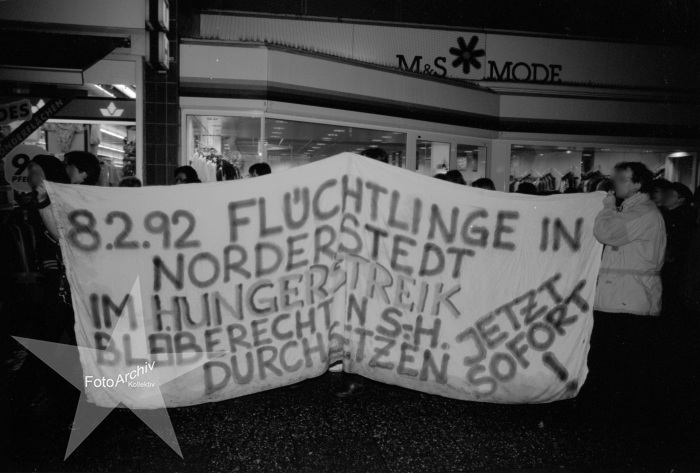 M&S MODE
8.2.92 FLÜCHTLINGE IN
NORDERSTEDT
IM HUNGERSTREIK
BLEIBERECHT IN S-H.
DURCHSETZEN
JETZT
SOFORT
!
FotoArchiv
Kollektiv